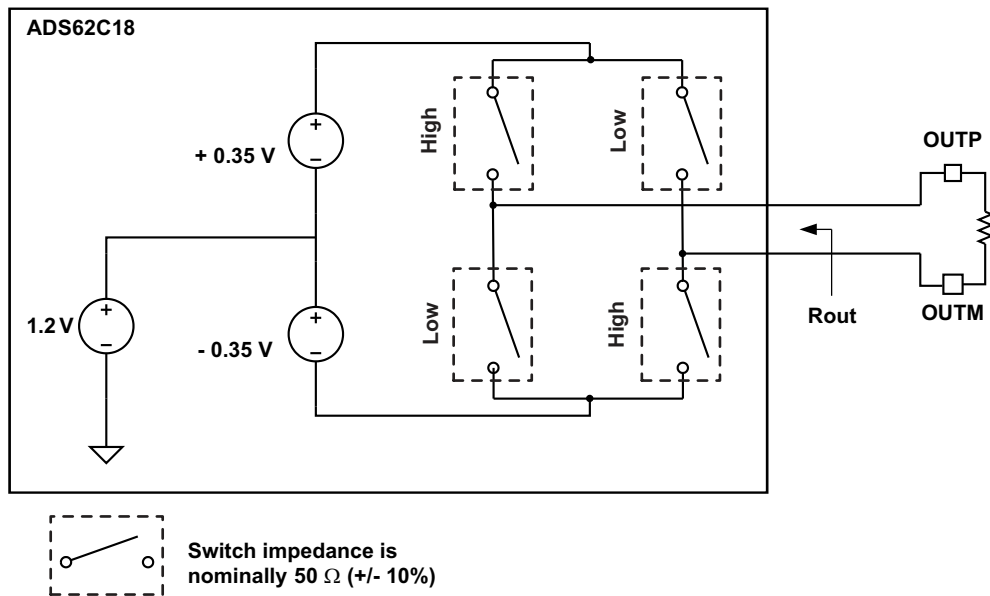 ADS62C18
+
−
+ 0.35 V
High
Low
OUTP
+
−
1.2 V
+
−
- 0.35 V
Low
High
Rout
OUTM
Switch impedance is
nominally 50 Ω (+/- 10%)